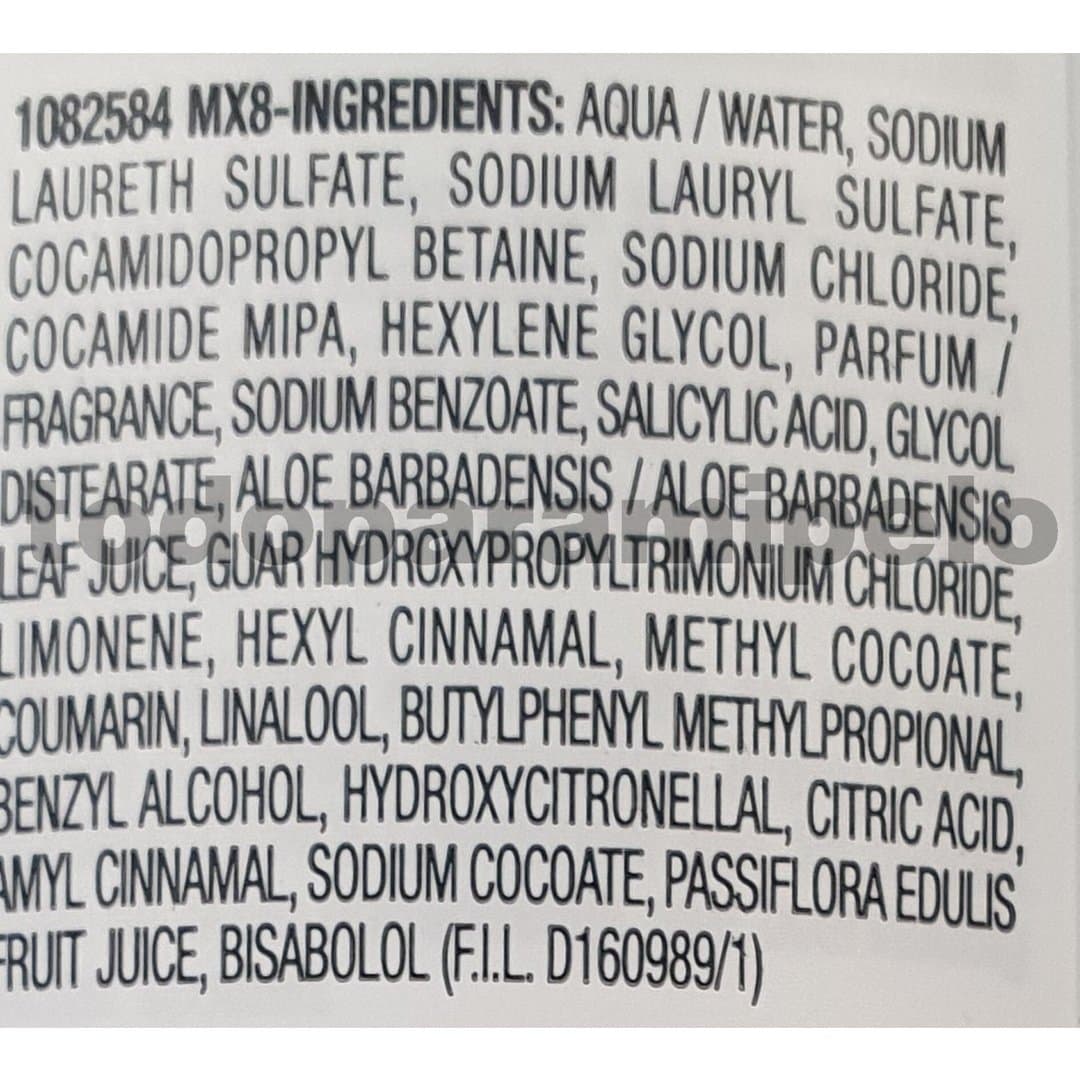 1082584 MX8-INGREDIENTS: AQUA / WATER, SODIUM
LAURETH SULFATE, SODIUM LAURYL SULFATE,
COCAMIDOPROPYL BETAINE, SODIUM CHLORIDE,
COCAMIDE MIPA, HEXYLENE GLYCOL, PARFUM /
FRAGRANCE, SODIUM BENZOATE, SALICYLIC ACID, GLYCOL
DISTEARATE, ALOE BARBADENSIS / ALOE BARBADENSIS
todoparamipelo
LEAF JUICE, GUAR HYDROXYPROPYLTRIMONIUM CHLORIDE,
LIMONENE, HEXYL CINNAMAL, METHYL COCOATE,
COUMARIN, LINALOOL, BUTYLPHENYL METHYLPROPIONAL,
BENZYL ALCOHOL, HYDROXYCITRONELLAL, CITRIC ACID,
AMYL CINNAMAL, SODIUM COCOATE, PASSIFLORA EDULIS
FRUIT JUICE, BISABOLOL (F.I.L. D160989/1)